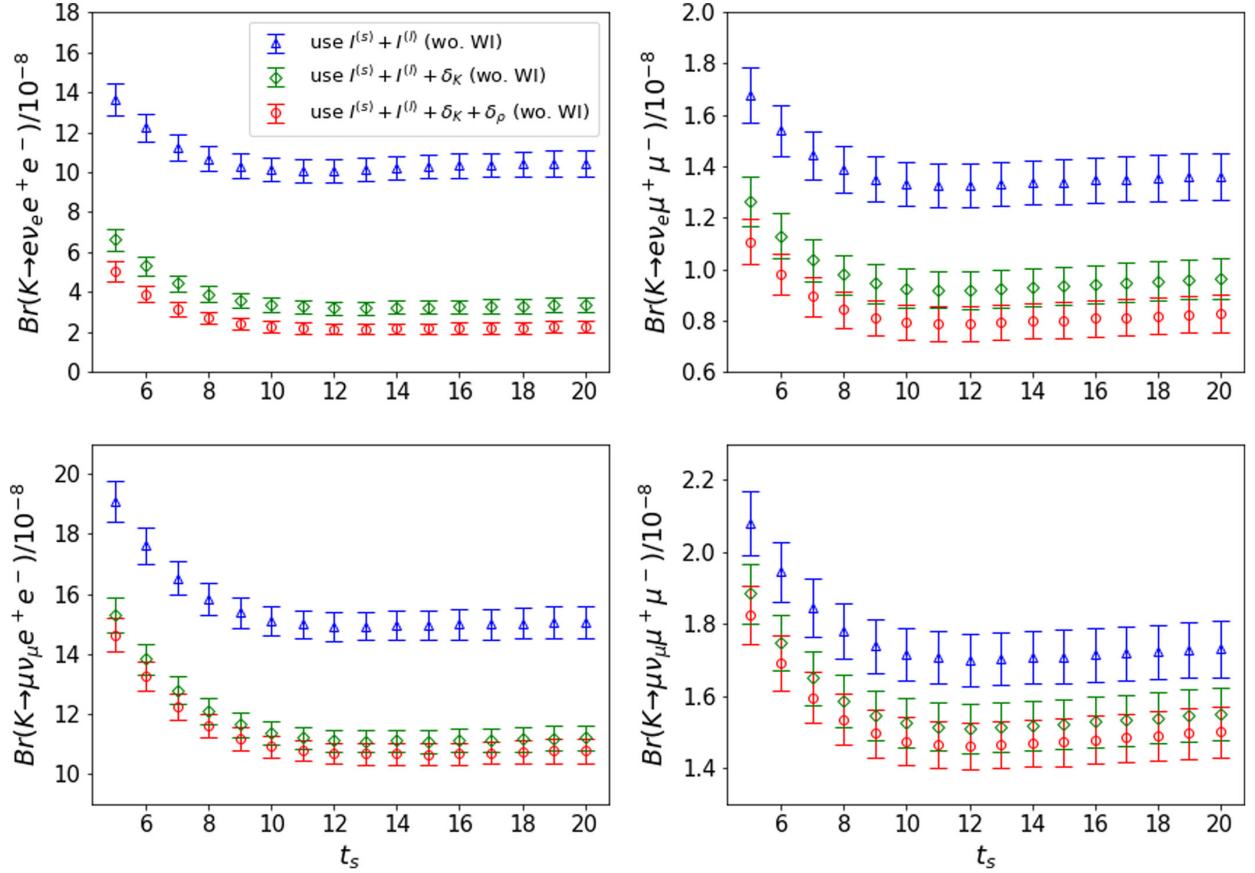 Br(K→eν_e e⁺e⁻)/10⁻⁸
18
16
14
12
10
8
6
4
2
0
use I⁽ˢ⁾ + I⁽ˡ⁾ (wo. WI)
use I⁽ˢ⁾ + I⁽ˡ⁾ + δ_K (wo. WI)
use I⁽ˢ⁾ + I⁽ˡ⁾ + δ_K + δ_ρ (wo. WI)
6 8 10 12 14 16 18 20
Br(K→eν_e μ⁺μ⁻)/10⁻⁸
2.0
1.8
1.6
1.4
1.2
1.0
0.8
0.6
6 8 10 12 14 16 18 20
Br(K→μν_μ e⁺e⁻)/10⁻⁸
20
18
16
14
12
10
6 8 10 12 14 16 18 20
t_s
Br(K→μν_μ μ⁺μ⁻)/10⁻⁸
2.2
2.0
1.8
1.6
1.4
6 8 10 12 14 16 18 20
t_s